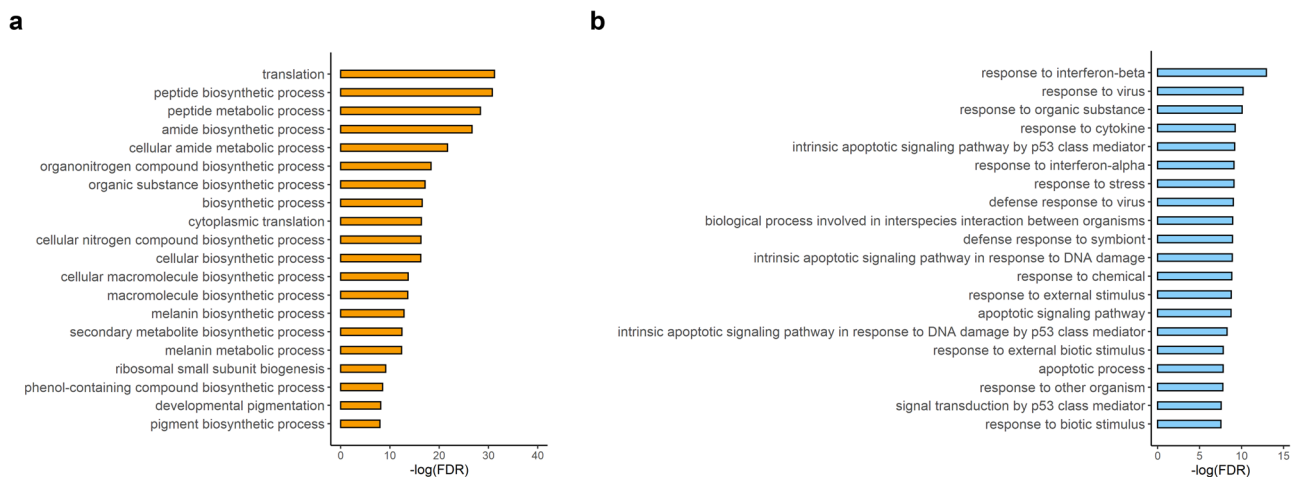 a
translation
peptide biosynthetic process
peptide metabolic process
amide biosynthetic process
cellular amide metabolic process
organonitrogen compound biosynthetic process
organic substance biosynthetic process
biosynthetic process
cytoplasmic translation
cellular nitrogen compound biosynthetic process
cellular biosynthetic process
cellular macromolecule biosynthetic process
macromolecule biosynthetic process
melanin biosynthetic process
secondary metabolite biosynthetic process
melanin metabolic process
ribosomal small subunit biogenesis
phenol-containing compound biosynthetic process
developmental pigmentation
pigment biosynthetic process
0 10 20 30 40
-log(FDR)
b
response to interferon-beta
response to virus
response to organic substance
response to cytokine
intrinsic apoptotic signaling pathway by p53 class mediator
response to interferon-alpha
response to stress
defense response to virus
biological process involved in interspecies interaction between organisms
defense response to symbiont
intrinsic apoptotic signaling pathway in response to DNA damage
response to chemical
response to external stimulus
apoptotic signaling pathway
intrinsic apoptotic signaling pathway in response to DNA damage by p53 class mediator
response to external biotic stimulus
apoptotic process
response to other organism
signal transduction by p53 class mediator
response to biotic stimulus
0 5 10 15
-log(FDR)